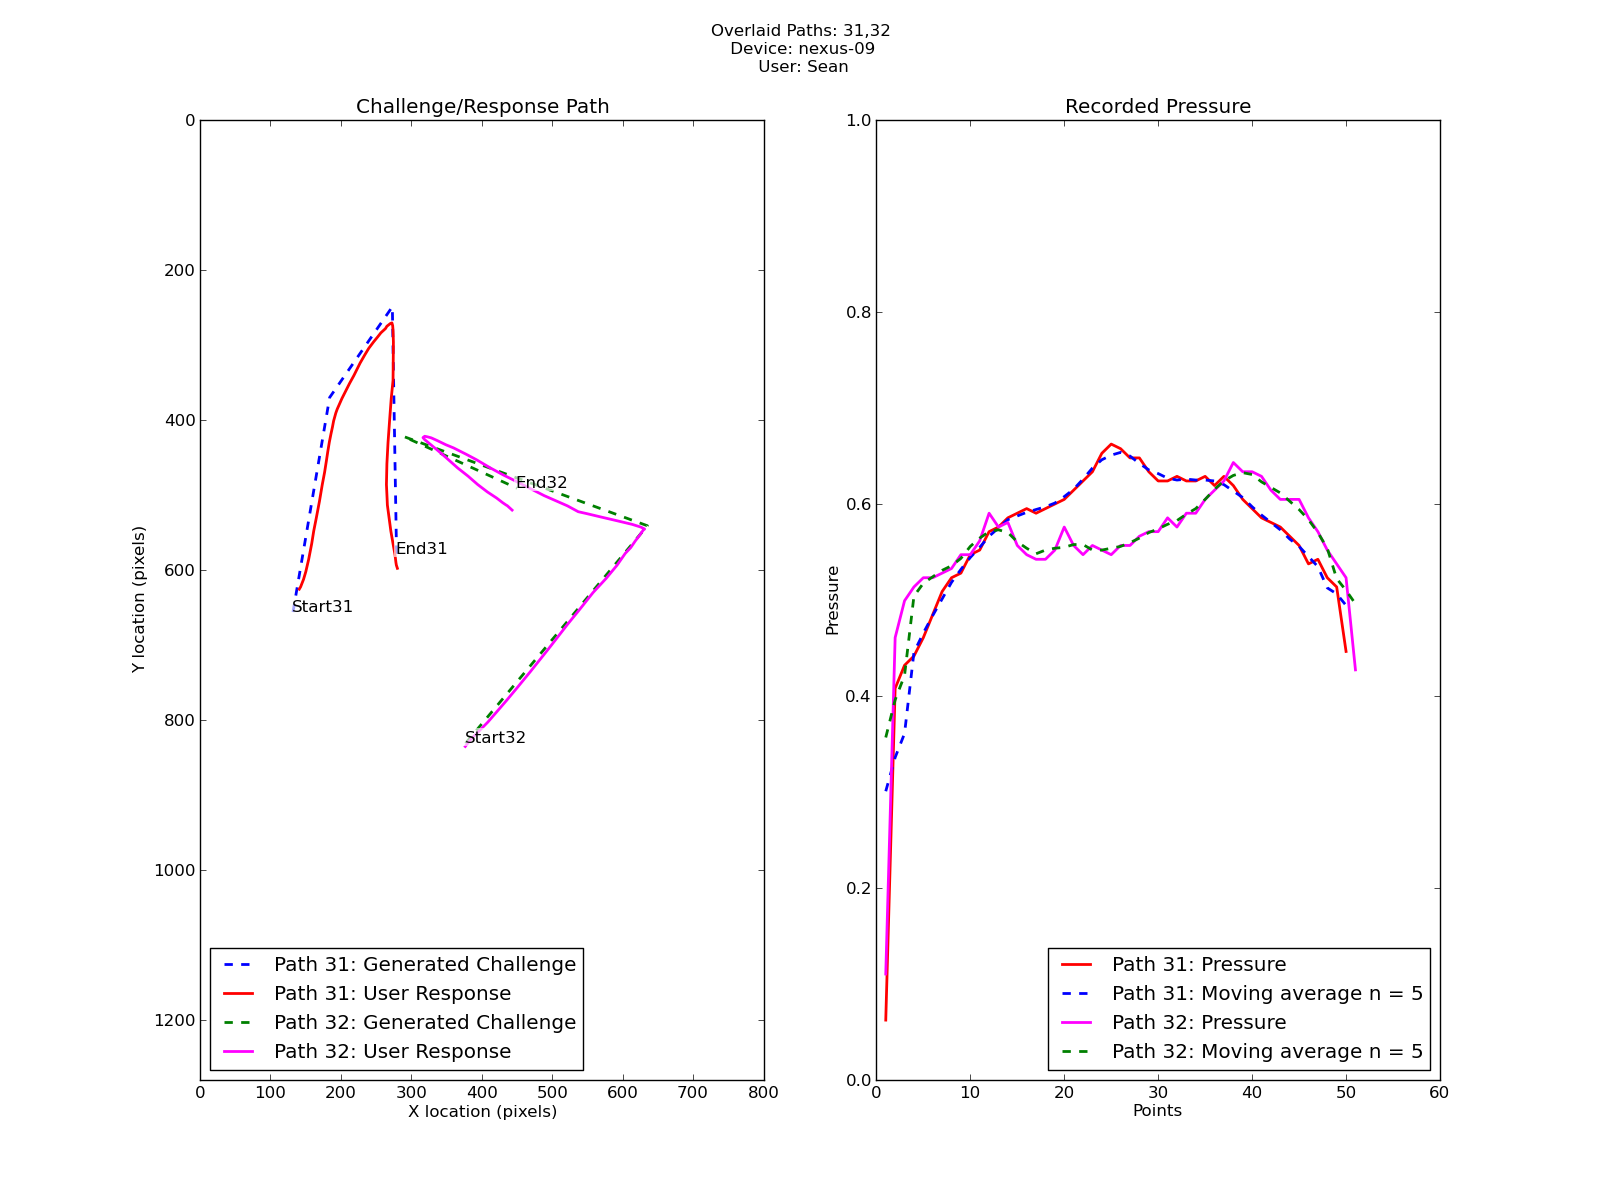 Overlaid Paths: 31,32
Device: nexus-09
User: Sean
Challenge/Response Path
0
200
400
600
800
1000
1200
Y location (pixels)
End32
End31
Start31
Start32
Path 31: Generated Challenge
Path 31: User Response
Path 32: Generated Challenge
Path 32: User Response
0 100 200 300 400 500 600 700 800
X location (pixels)
Recorded Pressure
1.0
0.8
0.6
0.4
0.2
0.0
Pressure
Path 31: Pressure
Path 31: Moving average n = 5
Path 32: Pressure
Path 32: Moving average n = 5
0 10 20 30 40 50 60
Points